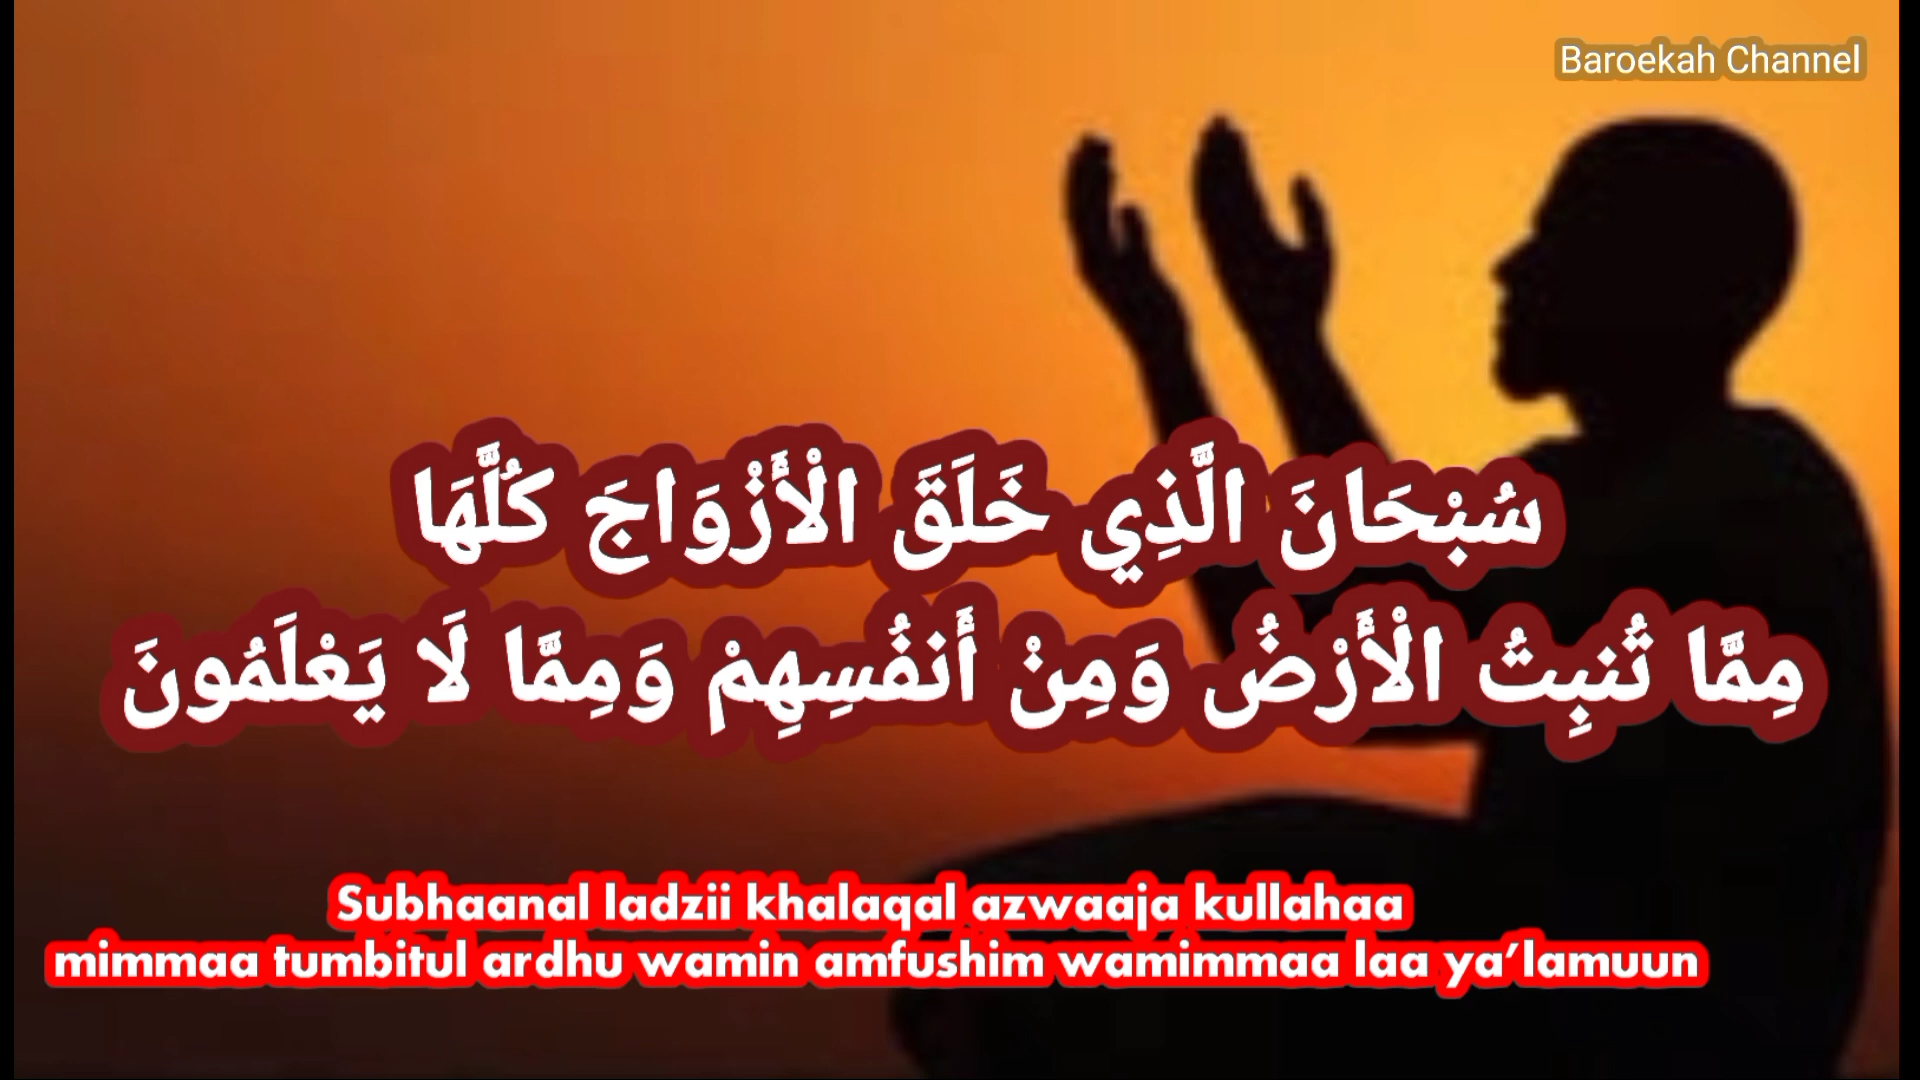 Baroekah Channel
سُبْحَانَ الَّذِي خَلَقَ الْأَزْوَاجَ كُلَّهَا
مِمَّا تُنبِتُ الْأَرْضُ وَمِنْ أَنفُسِهِمْ وَمِمَّا لَا يَعْلَمُونَ
Subhaanal ladzii khalaqal azwaaja kullahaa
mimmaa tumbitul ardhu wamin amfushim wamimmaa laa ya’lamuun